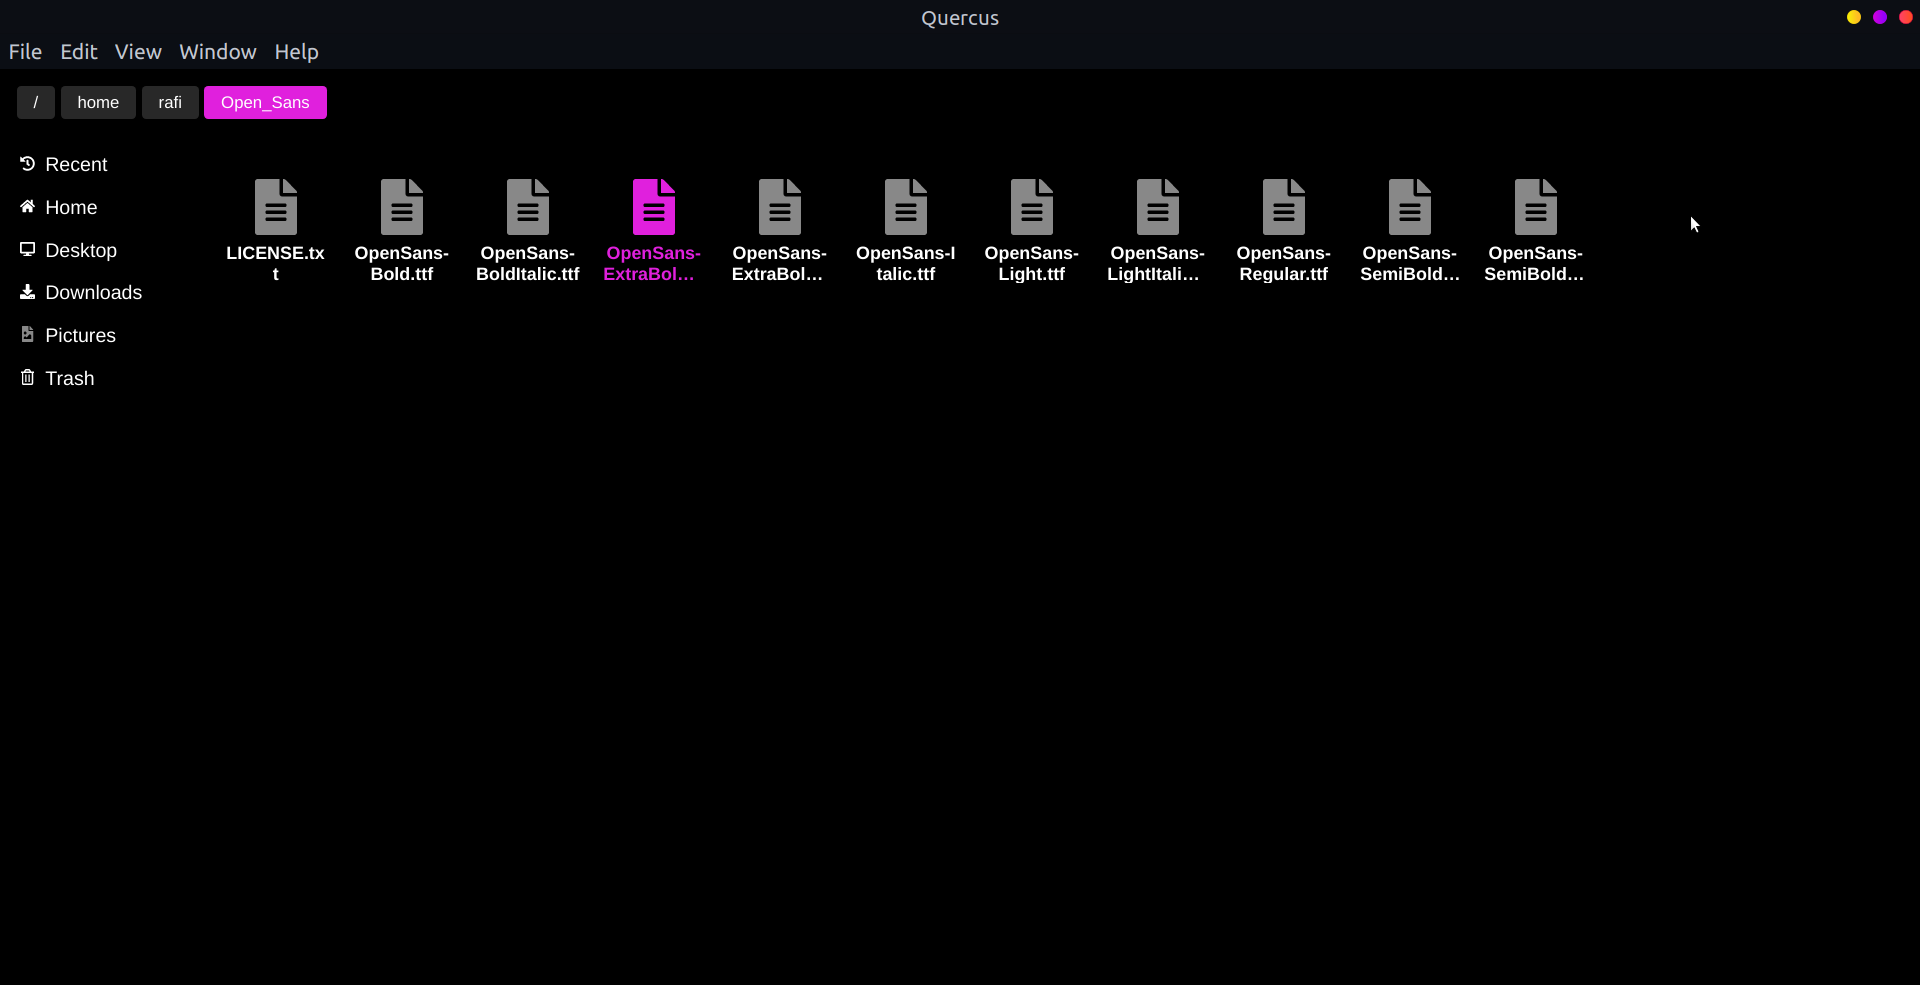 Quercus
File Edit View Window Help
/ home rafi Open_Sans
Recent
Home
Desktop
Downloads
Pictures
Trash
LICENSE.tx
t
OpenSans-
Bold.ttf
OpenSans-
BoldItalic.ttf
OpenSans-
ExtraBol…
OpenSans-
ExtraBol…
OpenSans-I
talic.ttf
OpenSans-
Light.ttf
OpenSans-
LightItali…
OpenSans-
Regular.ttf
OpenSans-
SemiBold…
OpenSans-
SemiBold…